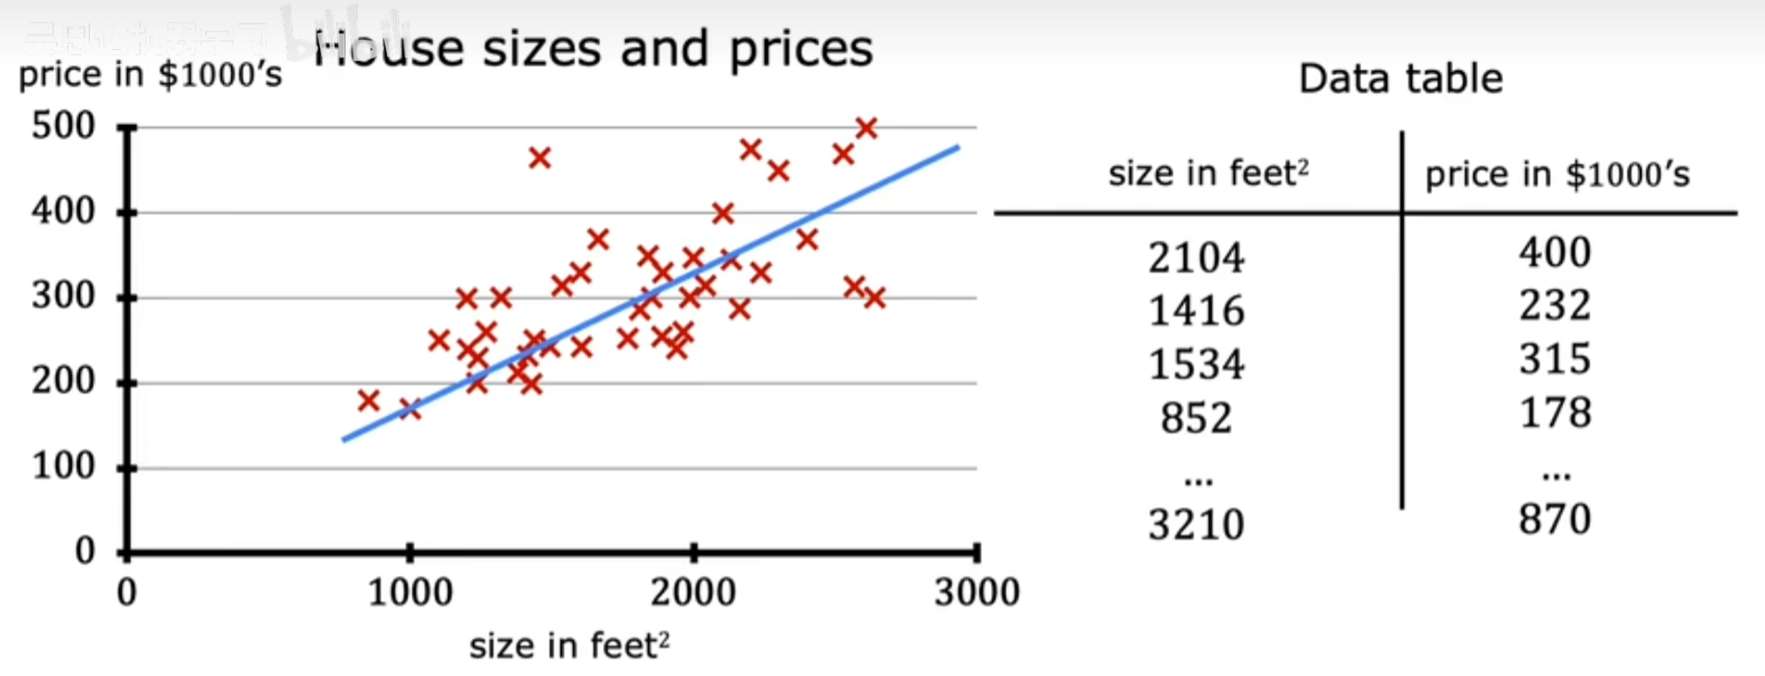 House sizes and prices
price in $1000's
500
400
300
200
100
0
0 1000 2000 3000
size in feet²
Data table
size in feet² price in $1000's
2104 400
1416 232
1534 315
852 178
... ...
3210 870
bilibili